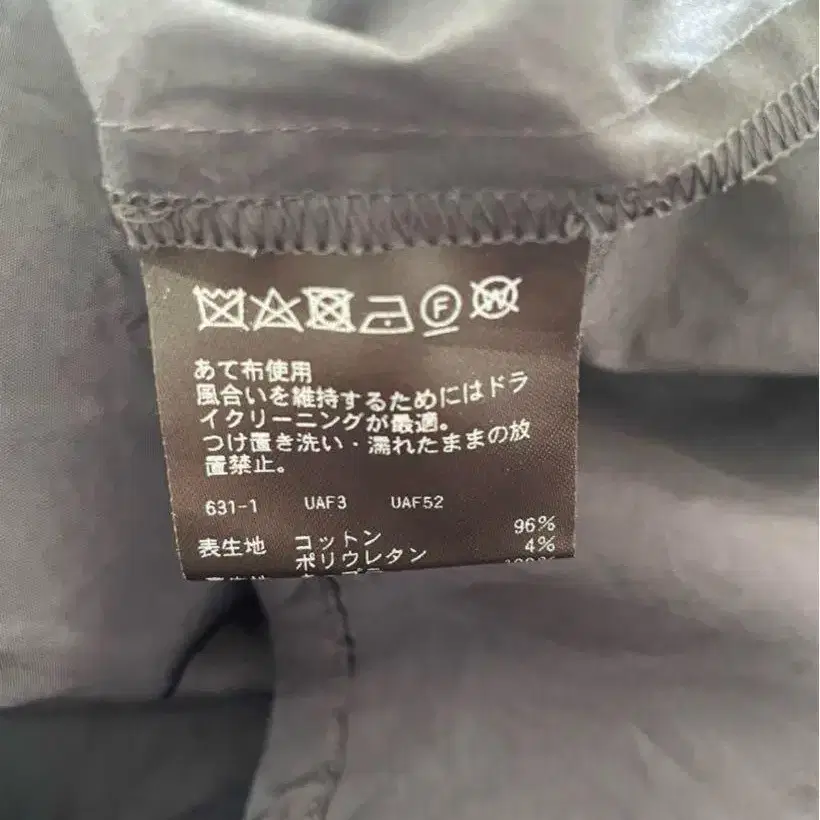 F W
あて布使用
風合いを維持するためにはドラ
イクリーニングが最適。
つけ置き洗い・濡れたままの放
置禁止。
631-1 UAF3 UAF52
表生地 コットン 96%
ポリウレタン 4%